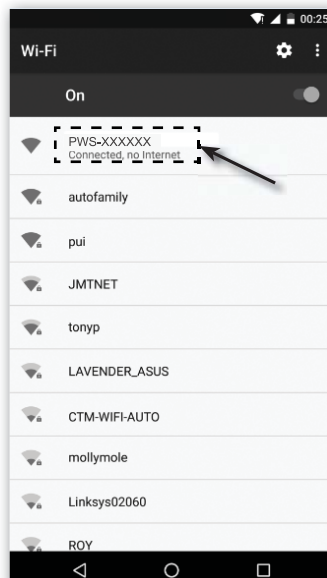 00:25
Wi-Fi
On
PWS-XXXXXX
Connected, no Internet
autofamily
pui
JMTNET
tonyp
LAVENDER_ASUS
CTM-WIFI-AUTO
mollymole
Linksys02060
ROY